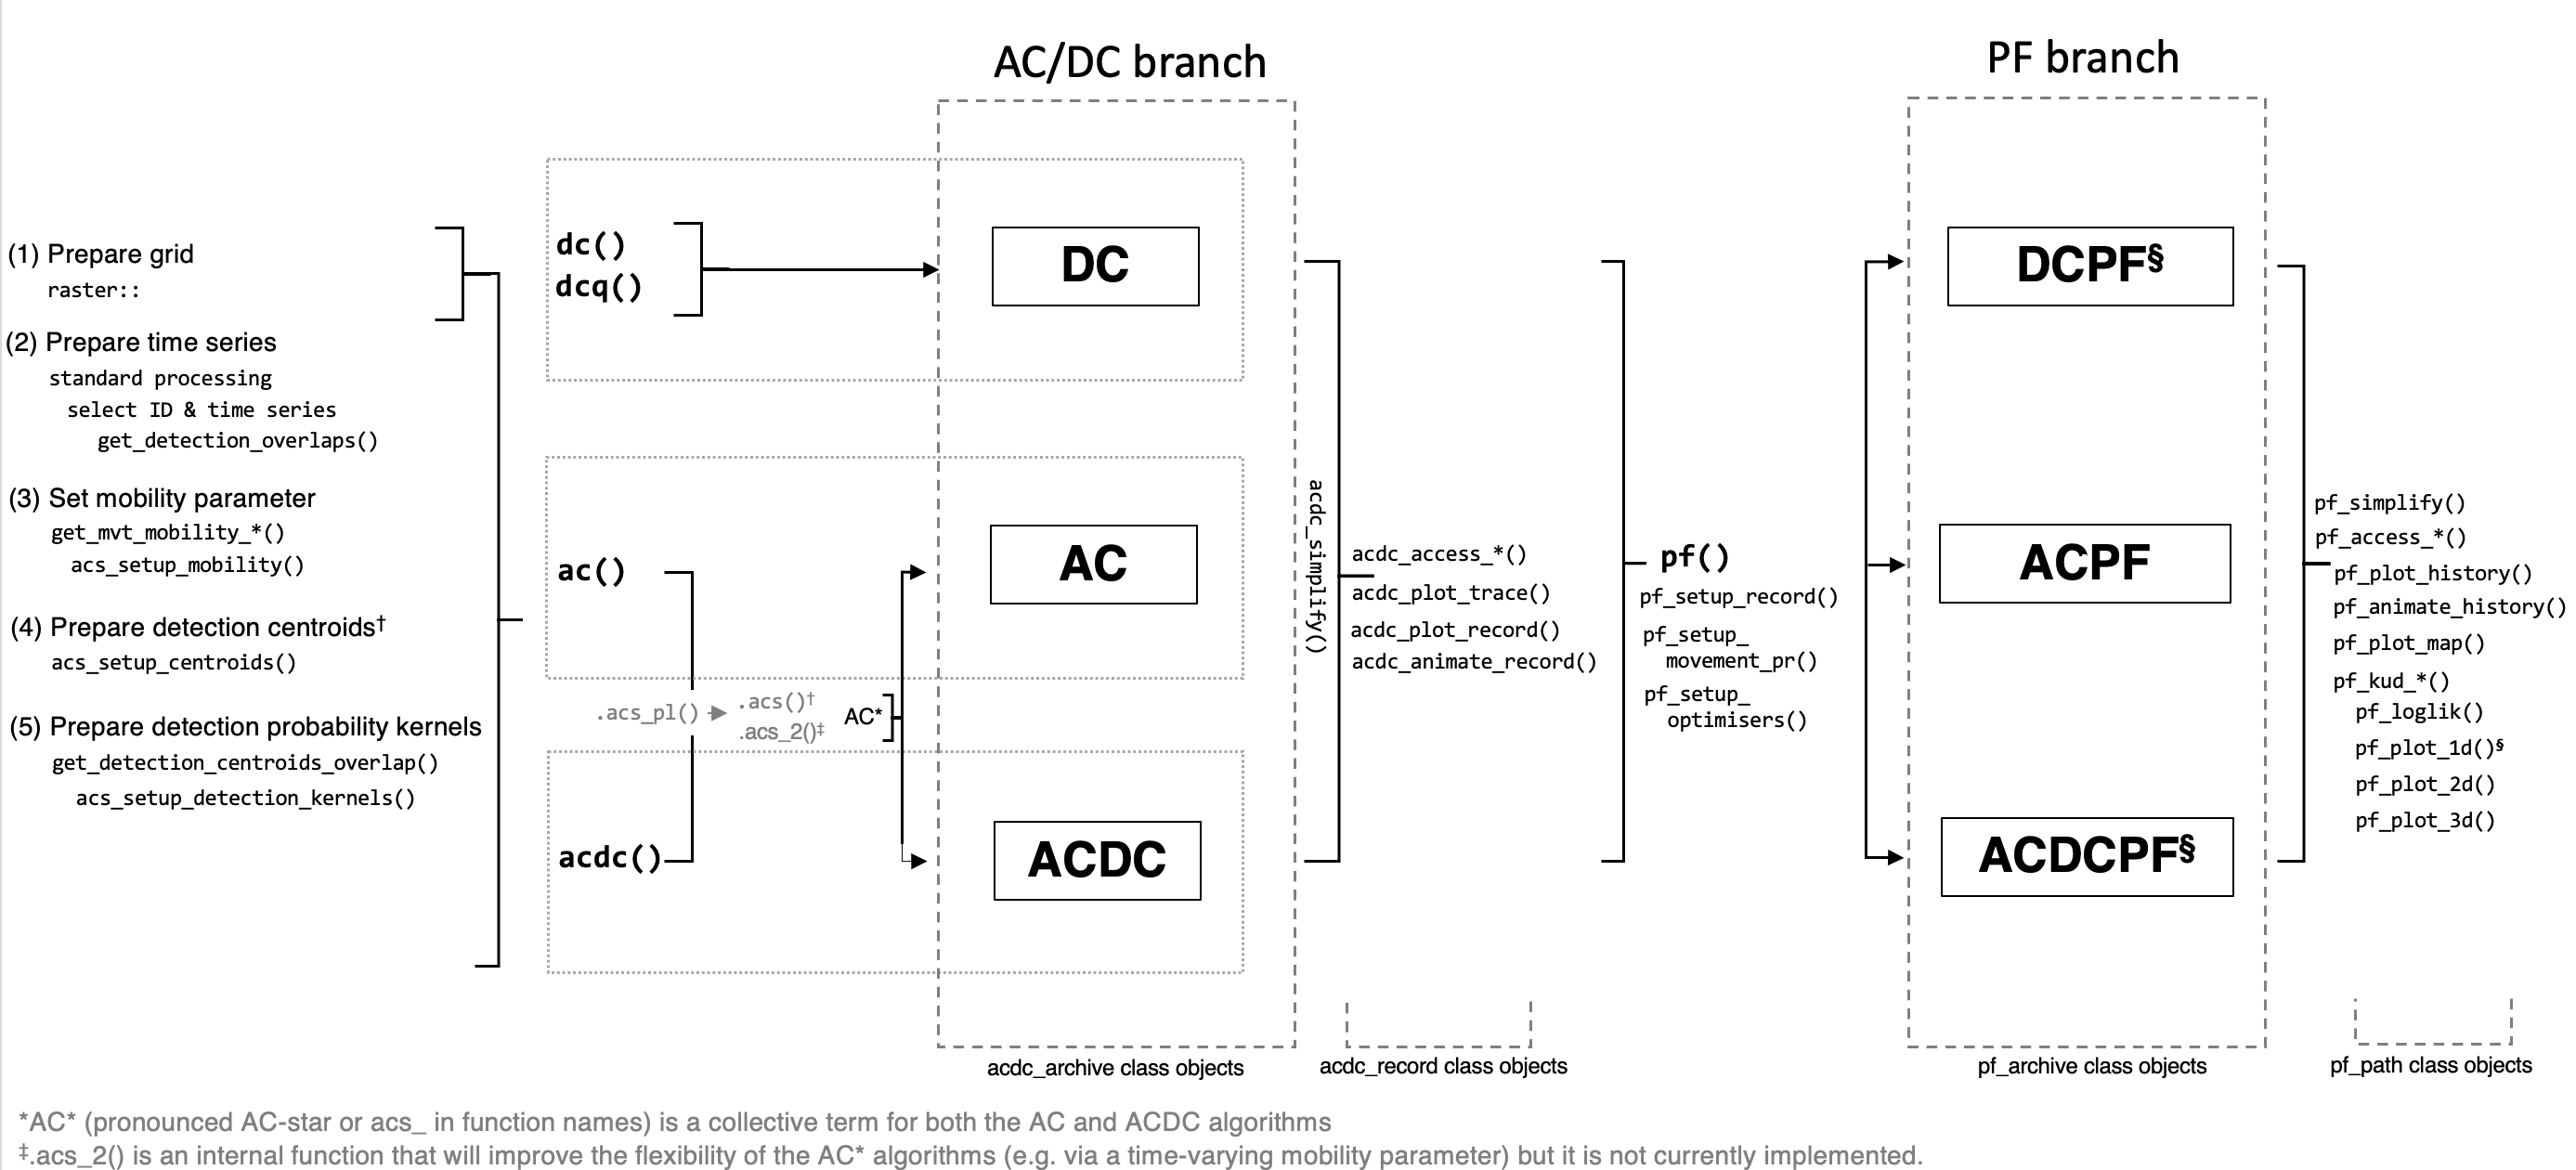 AC/DC branch
PF branch
(1) Prepare grid
raster::
(2) Prepare time series
standard processing
select ID & time series
get_detection_overlaps()
(3) Set mobility parameter
get_mvt_mobility_*()
acs_setup_mobility()
(4) Prepare detection centroids†
acs_setup_centroids()
(5) Prepare detection probability kernels
get_detection_centroids_overlap()
acs_setup_detection_kernels()
dc()
dcq()
DC
ac()
AC
.acs_pl()
.acs()†
.acs_2()‡
AC*
acdc()
ACDC
acdc_simplify()
acdc_access_*()
acdc_plot_trace()
acdc_plot_record()
acdc_animate_record()
pf()
pf_setup_record()
pf_setup_
movement_pr()
pf_setup_
optimisers()
DCPF§
ACPF
ACDCPF§
pf_simplify()
pf_access_*()
pf_plot_history()
pf_animate_history()
pf_plot_map()
pf_kud_*()
pf_loglik()
pf_plot_1d()§
pf_plot_2d()
pf_plot_3d()
acdc_archive class objects
acdc_record class objects
pf_archive class objects
pf_path class objects
*AC* (pronounced AC-star or acs_ in function names) is a collective term for both the AC and ACDC algorithms
‡.acs_2() is an internal function that will improve the flexibility of the AC* algorithms (e.g. via a time-varying mobility parameter) but it is not currently implemented.